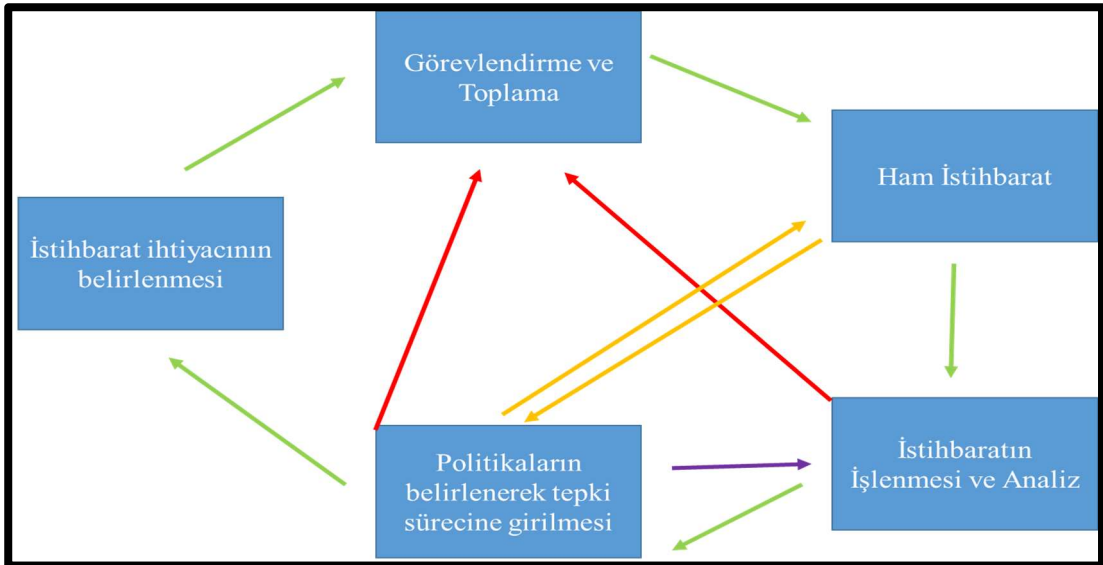 Görevlendirme ve
Toplama
Ham İstihbarat
İstihbarat ihtiyacının
belirlenmesi
Politikaların
belirlenerek tepki
sürecine girilmesi
İstihbaratın
İşlenmesi ve Analiz